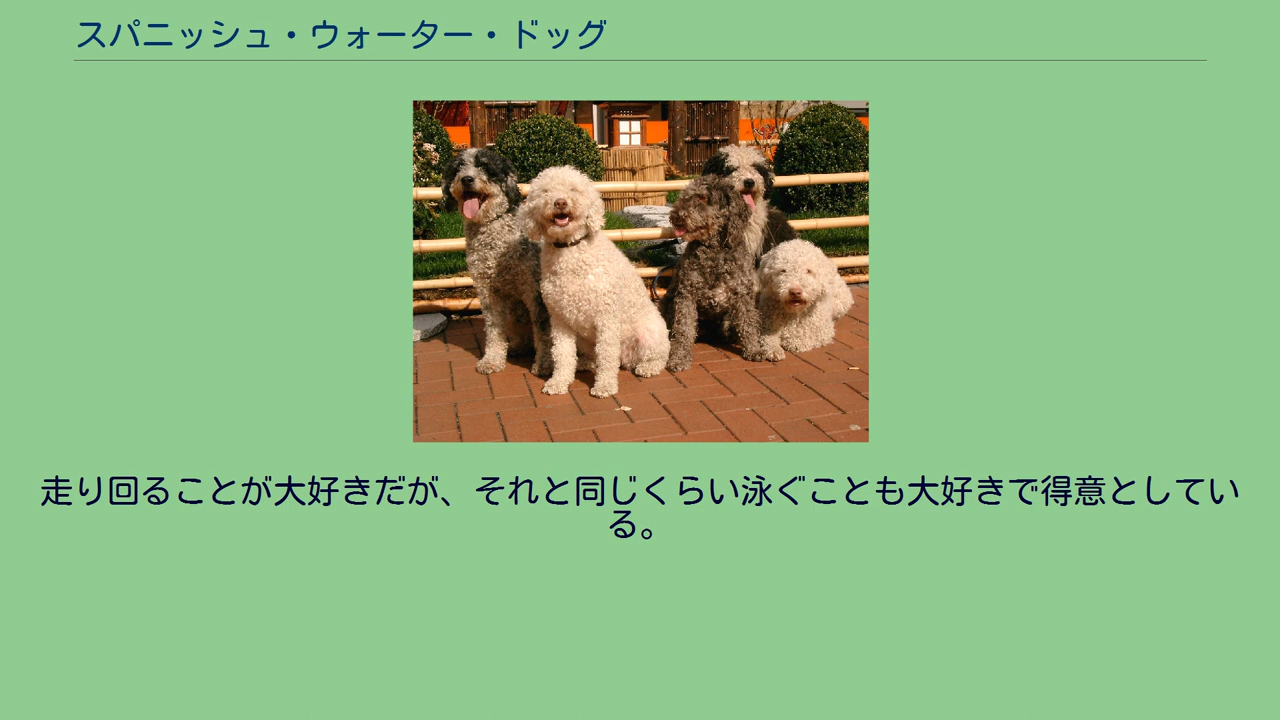 スパニッシュ・ウォーター・ドッグ
走り回ることが大好きだが、それと同じくらい泳ぐことも大好きで得意としてい
る。